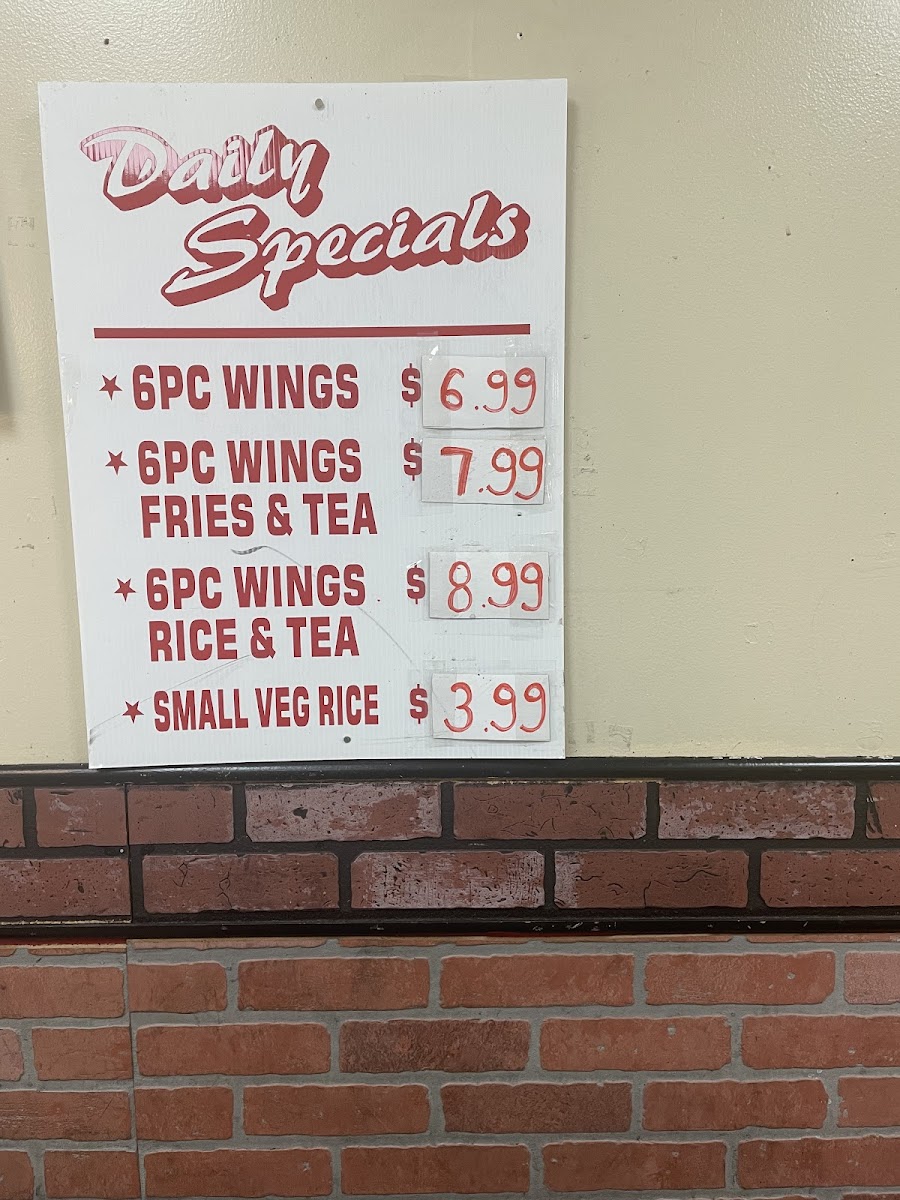 Daily
Specials
★ 6PC WINGS $ 6.99
★ 6PC WINGS $ 7.99
FRIES & TEA
★ 6PC WINGS $ 8.99
RICE & TEA
★ SMALL VEG RICE $ 3.99